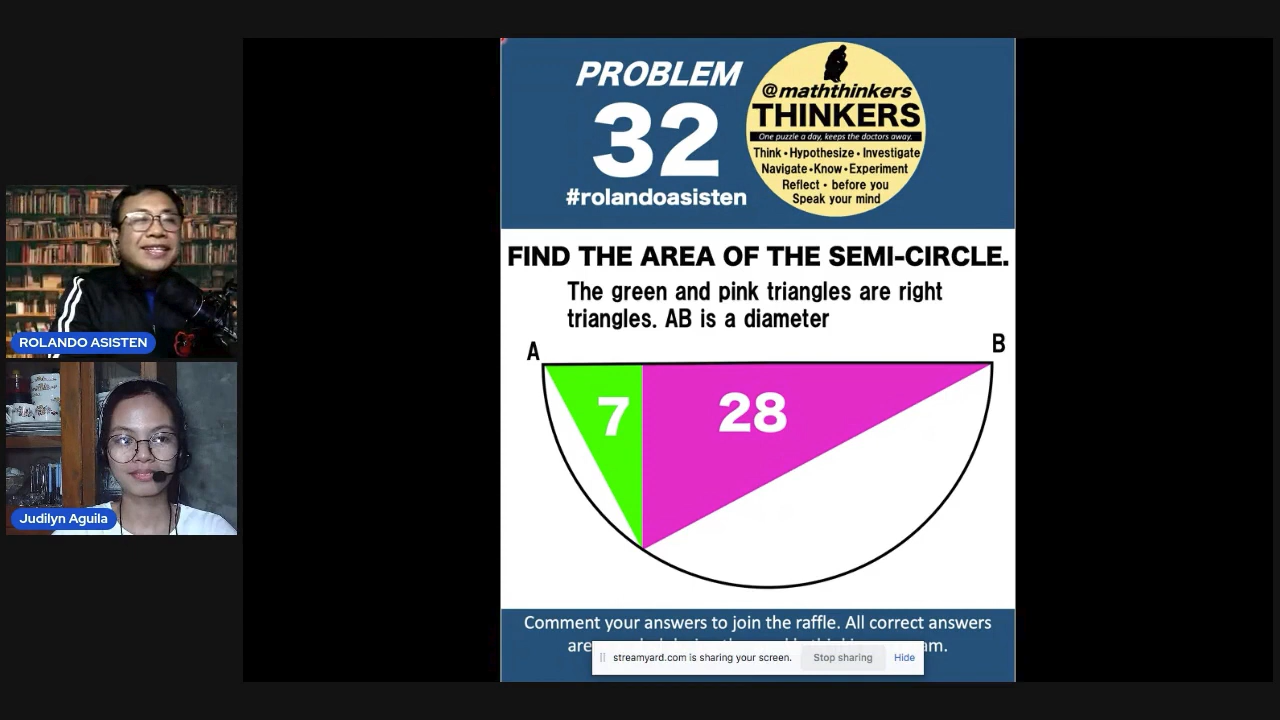 PROBLEM
32
#rolandoasisten
@maththinkers
THINKERS
One puzzle a day, keeps the doctors away.
Think • Hypothesize • Investigate
Navigate • Know • Experiment
Reflect • before you
Speak your mind
FIND THE AREA OF THE SEMI-CIRCLE.
The green and pink triangles are right
triangles. AB is a diameter
A
B
7
28
ROLANDO ASISTEN
Judilyn Aguila
Comment your answers to join the raffle. All correct answers
are
streamyard.com is sharing your screen.
Stop sharing
Hide